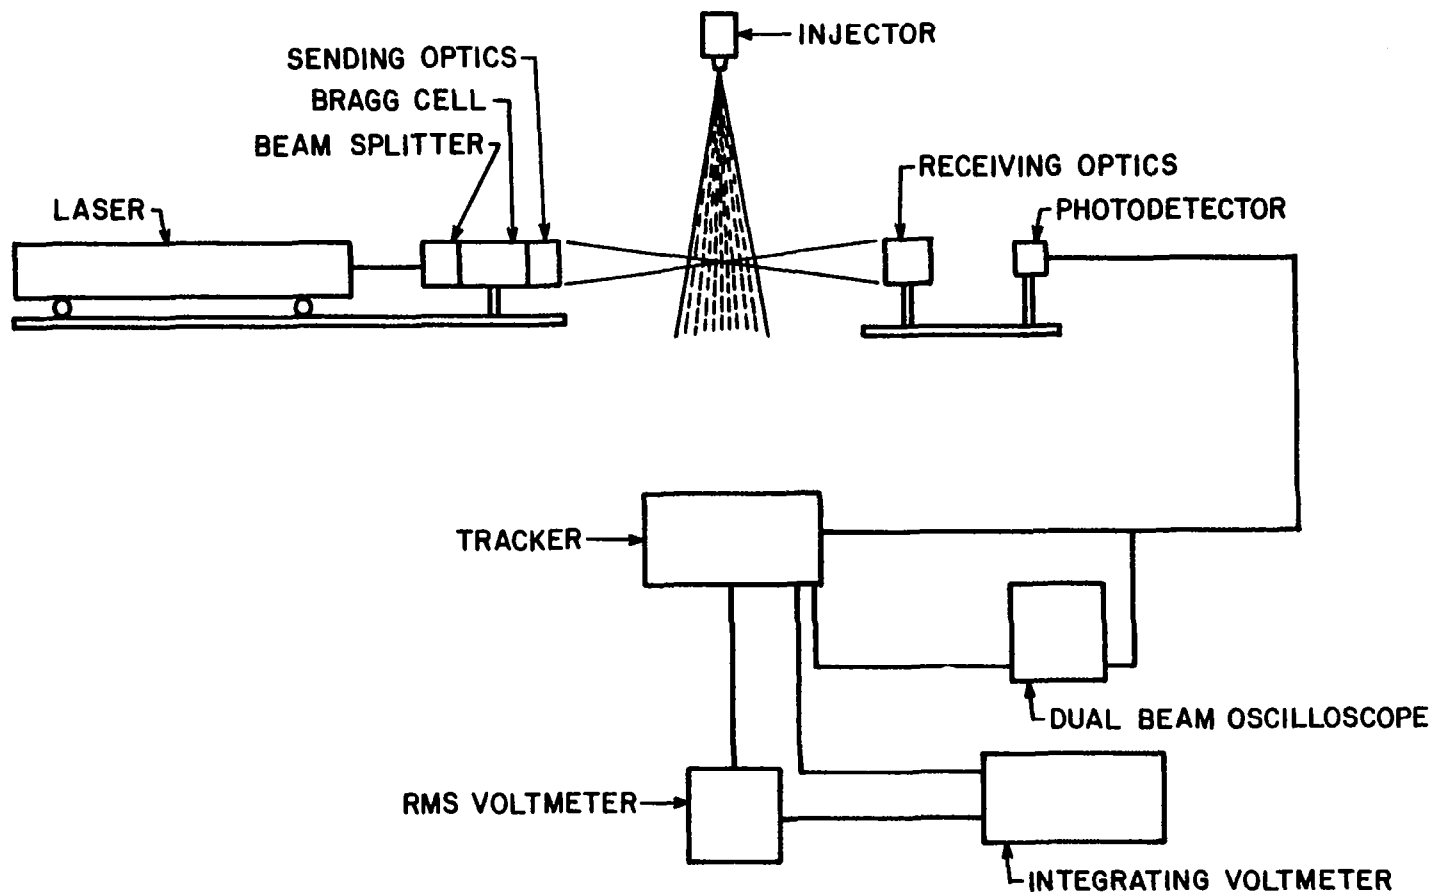 INJECTOR
SENDING OPTICS
BRAGG CELL
BEAM SPLITTER
RECEIVING OPTICS
LASER
PHOTODETECTOR
TRACKER
DUAL BEAM OSCILLOSCOPE
RMS VOLTMETER
INTEGRATING VOLTMETER